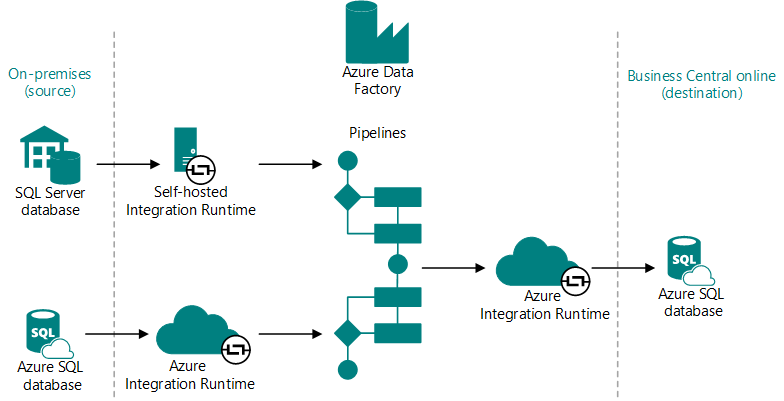 Azure Data
Factory
On-premises
(source)
Business Central online
(destination)
Pipelines
SQL Server
database
Self-hosted
Integration Runtime
SQL
Azure
Integration Runtime
Azure SQL
database
SQL
Azure SQL
database
Azure
Integration Runtime